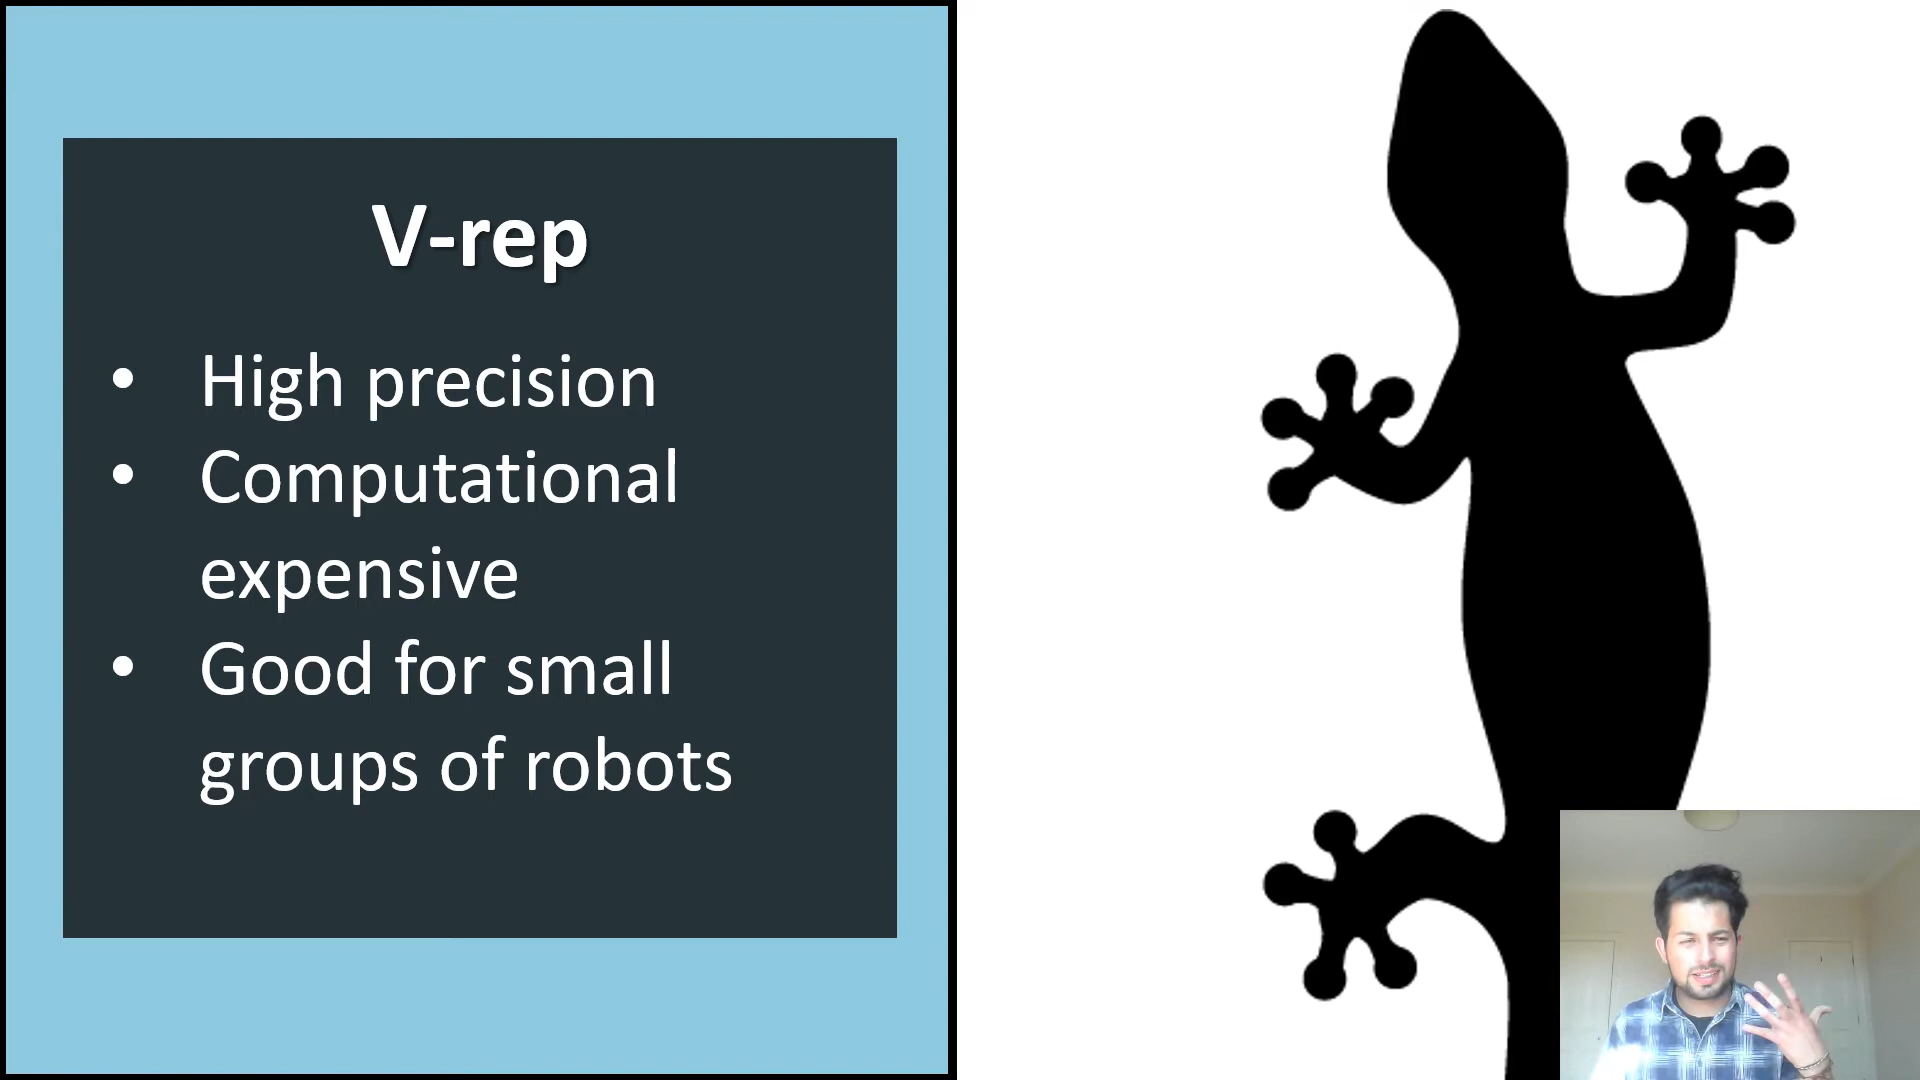 V-rep
• High precision
• Computational
expensive
• Good for small
groups of robots